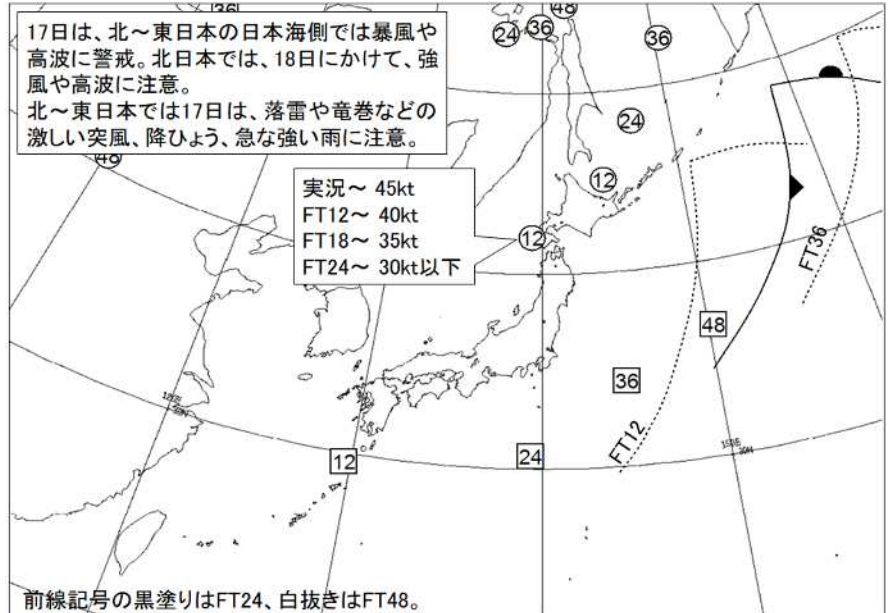 36
48
17日は、北～東日本の日本海側では暴風や
高波に警戒。北日本では、18日にかけて、強
風や高波に注意。
北～東日本では17日は、落雷や竜巻などの
激しい突風、降ひょう、急な強い雨に注意。
24
36
36
24
48
12
実況～ 45kt
FT12～ 40kt
FT18～ 35kt
FT24～ 30kt以下
12
FT36
48
36
FT12
12
24
前線記号の黒塗りはFT24、白抜きはFT48。